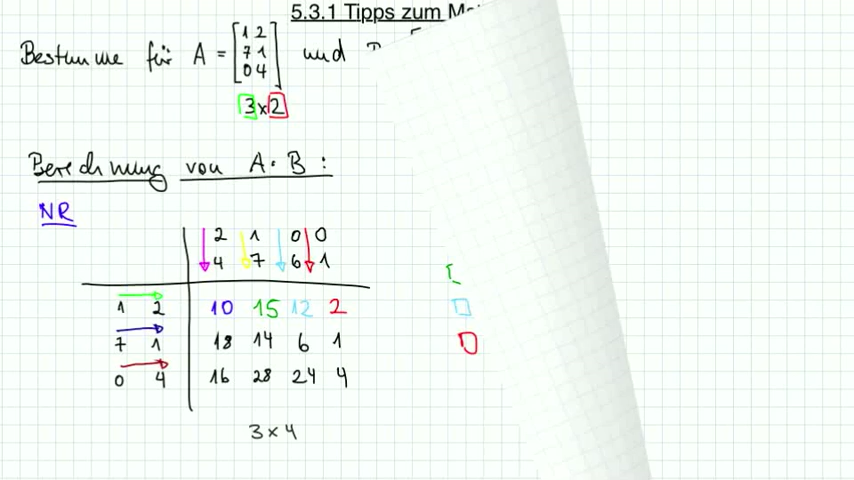 5.3.1 Tipps zum
Bestimme für A = [1 2
7 1
0 4] und
3x2
Berechnung von A · B :
NR
2 1 0 0
4 7 6 1
1 2 10 15 12 2
7 1 18 14 6 1
0 4 16 28 24 4
3 x 4